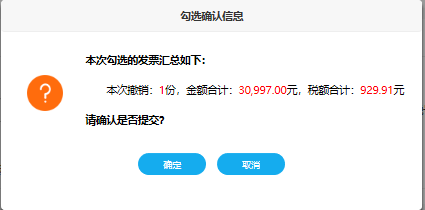 勾选确认信息
本次勾选的发票汇总如下：
本次撤销：1份，金额合计：30,997.00元，税额合计：929.91元
请确认是否提交？
确定 取消